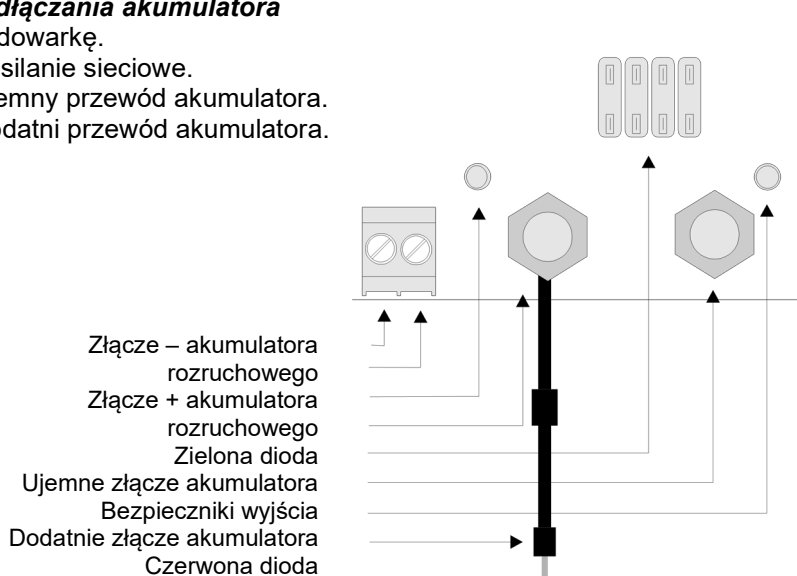 dłączania akumulatora
dowarkę.
silanie sieciowe.
emny przewód akumulatora.
odatni przewód akumulatora.
Złącze – akumulatora
rozruchowego
Złącze + akumulatora
rozruchowego
Zielona dioda
Ujemne złącze akumulatora
Bezpieczniki wyjścia
Dodatnie złącze akumulatora
Czerwona dioda